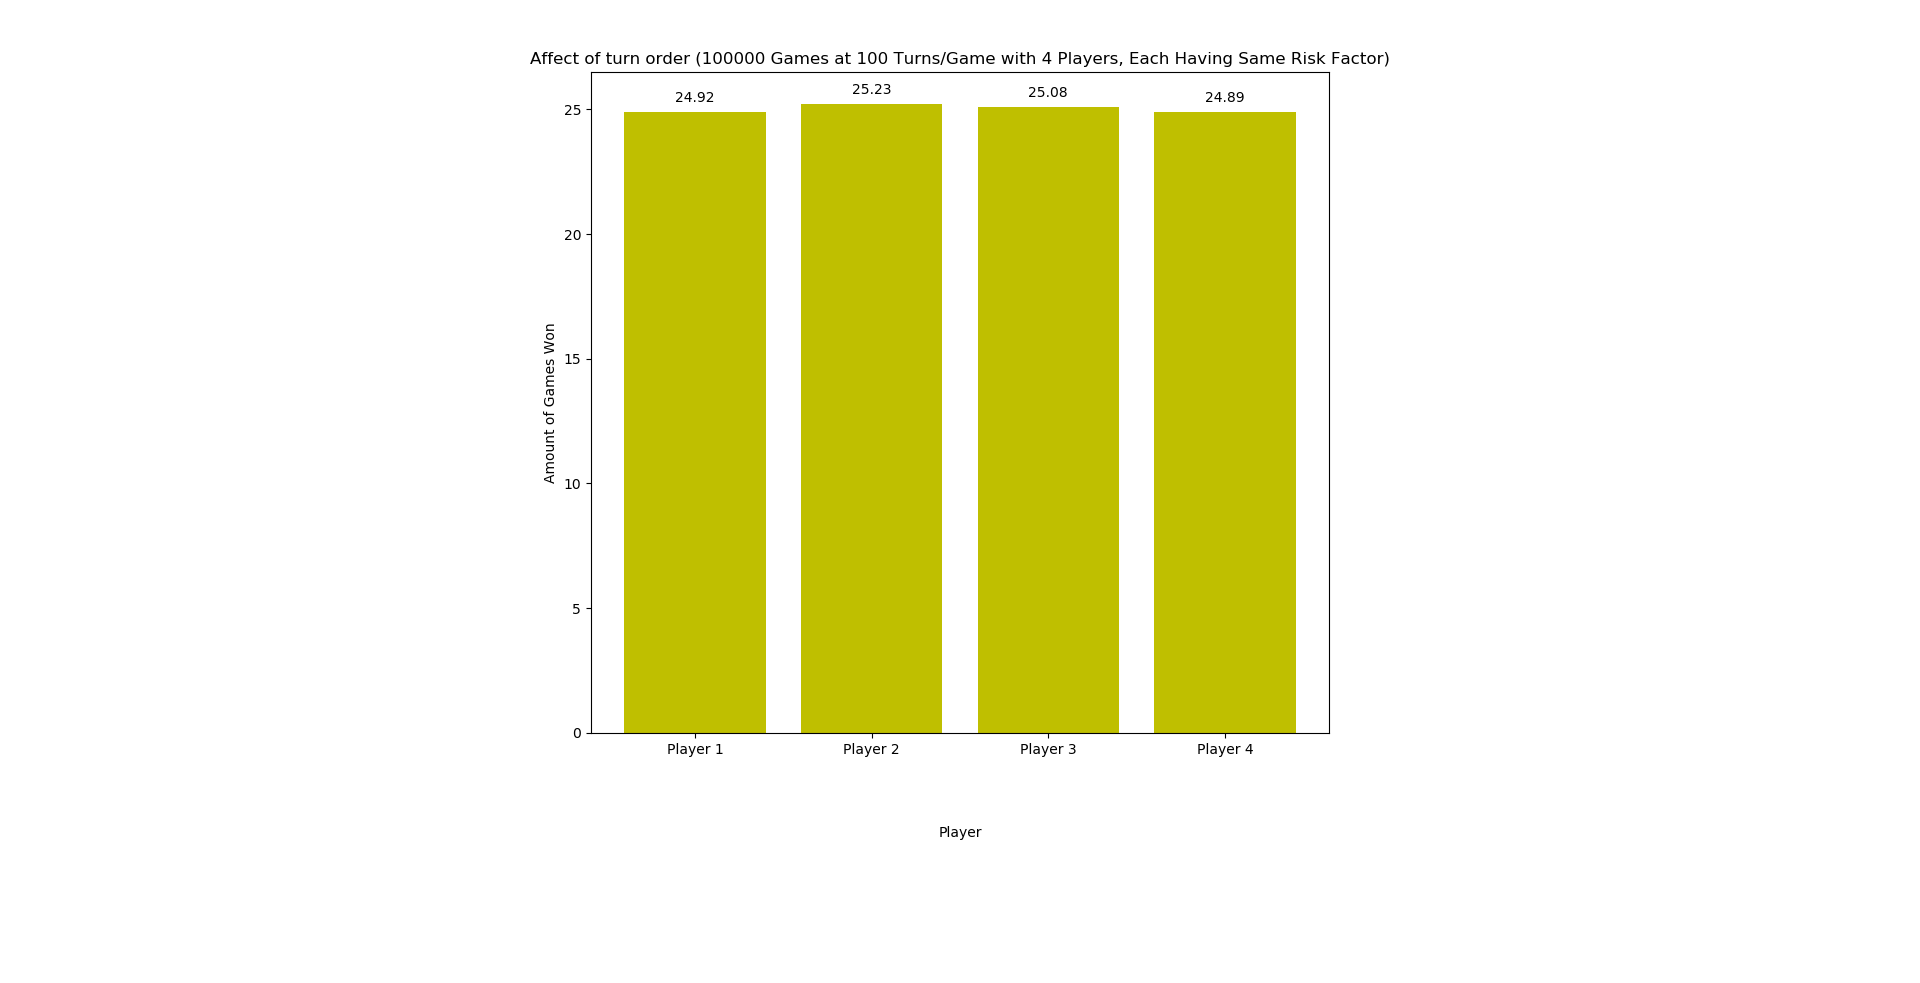 Affect of turn order (100000 Games at 100 Turns/Game with 4 Players, Each Having Same Risk Factor)
24.92
25.23
25.08
24.89
Amount of Games Won
25
20
15
10
5
0
Player 1
Player 2
Player 3
Player 4
Player